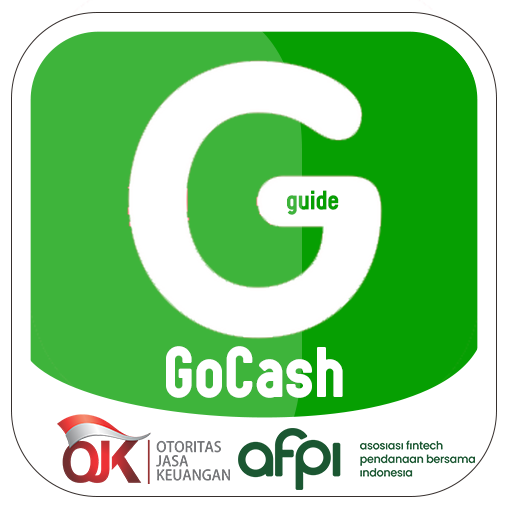 G
guide
GoCash
OJK
OTORITAS
JASA
KEUANGAN
afpi
asosiasi fintech
pendanaan bersama
indonesia